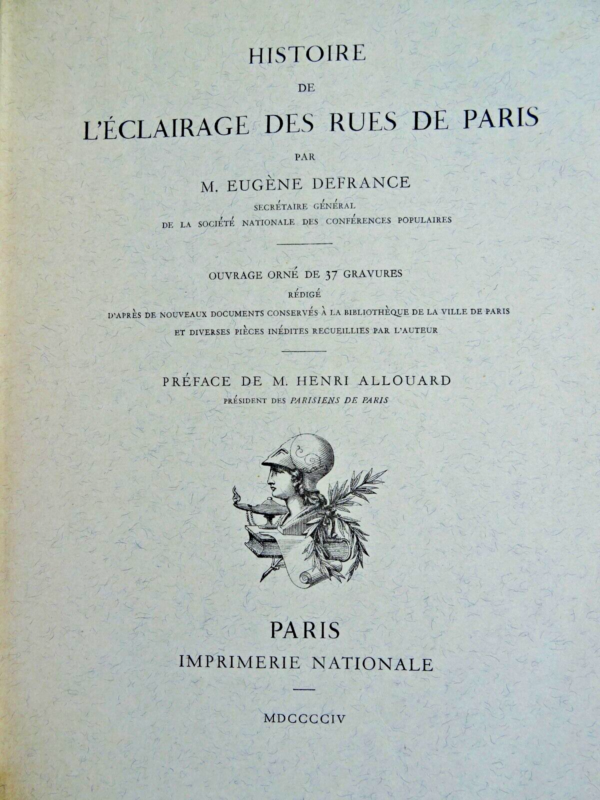 HISTOIRE
DE
L'ÉCLAIRAGE DES RUES DE PARIS
PAR
M. EUGÈNE DEFRANCE
SECRÉTAIRE GÉNÉRAL
DE LA SOCIÉTÉ NATIONALE DES CONFÉRENCES POPULAIRES
OUVRAGE ORNÉ DE 37 GRAVURES
RÉDIGÉ
D'APRÈS DE NOUVEAUX DOCUMENTS CONSERVÉS À LA BIBLIOTHÈQUE DE LA VILLE DE PARIS
ET DIVERSES PIÈCES INÉDITES RECUEILLIES PAR L'AUTEUR
PRÉFACE DE M. HENRI ALLOUARD
PRÉSIDENT DES PARISIENS DE PARIS
PARIS
IMPRIMERIE NATIONALE
MDCCCCIV